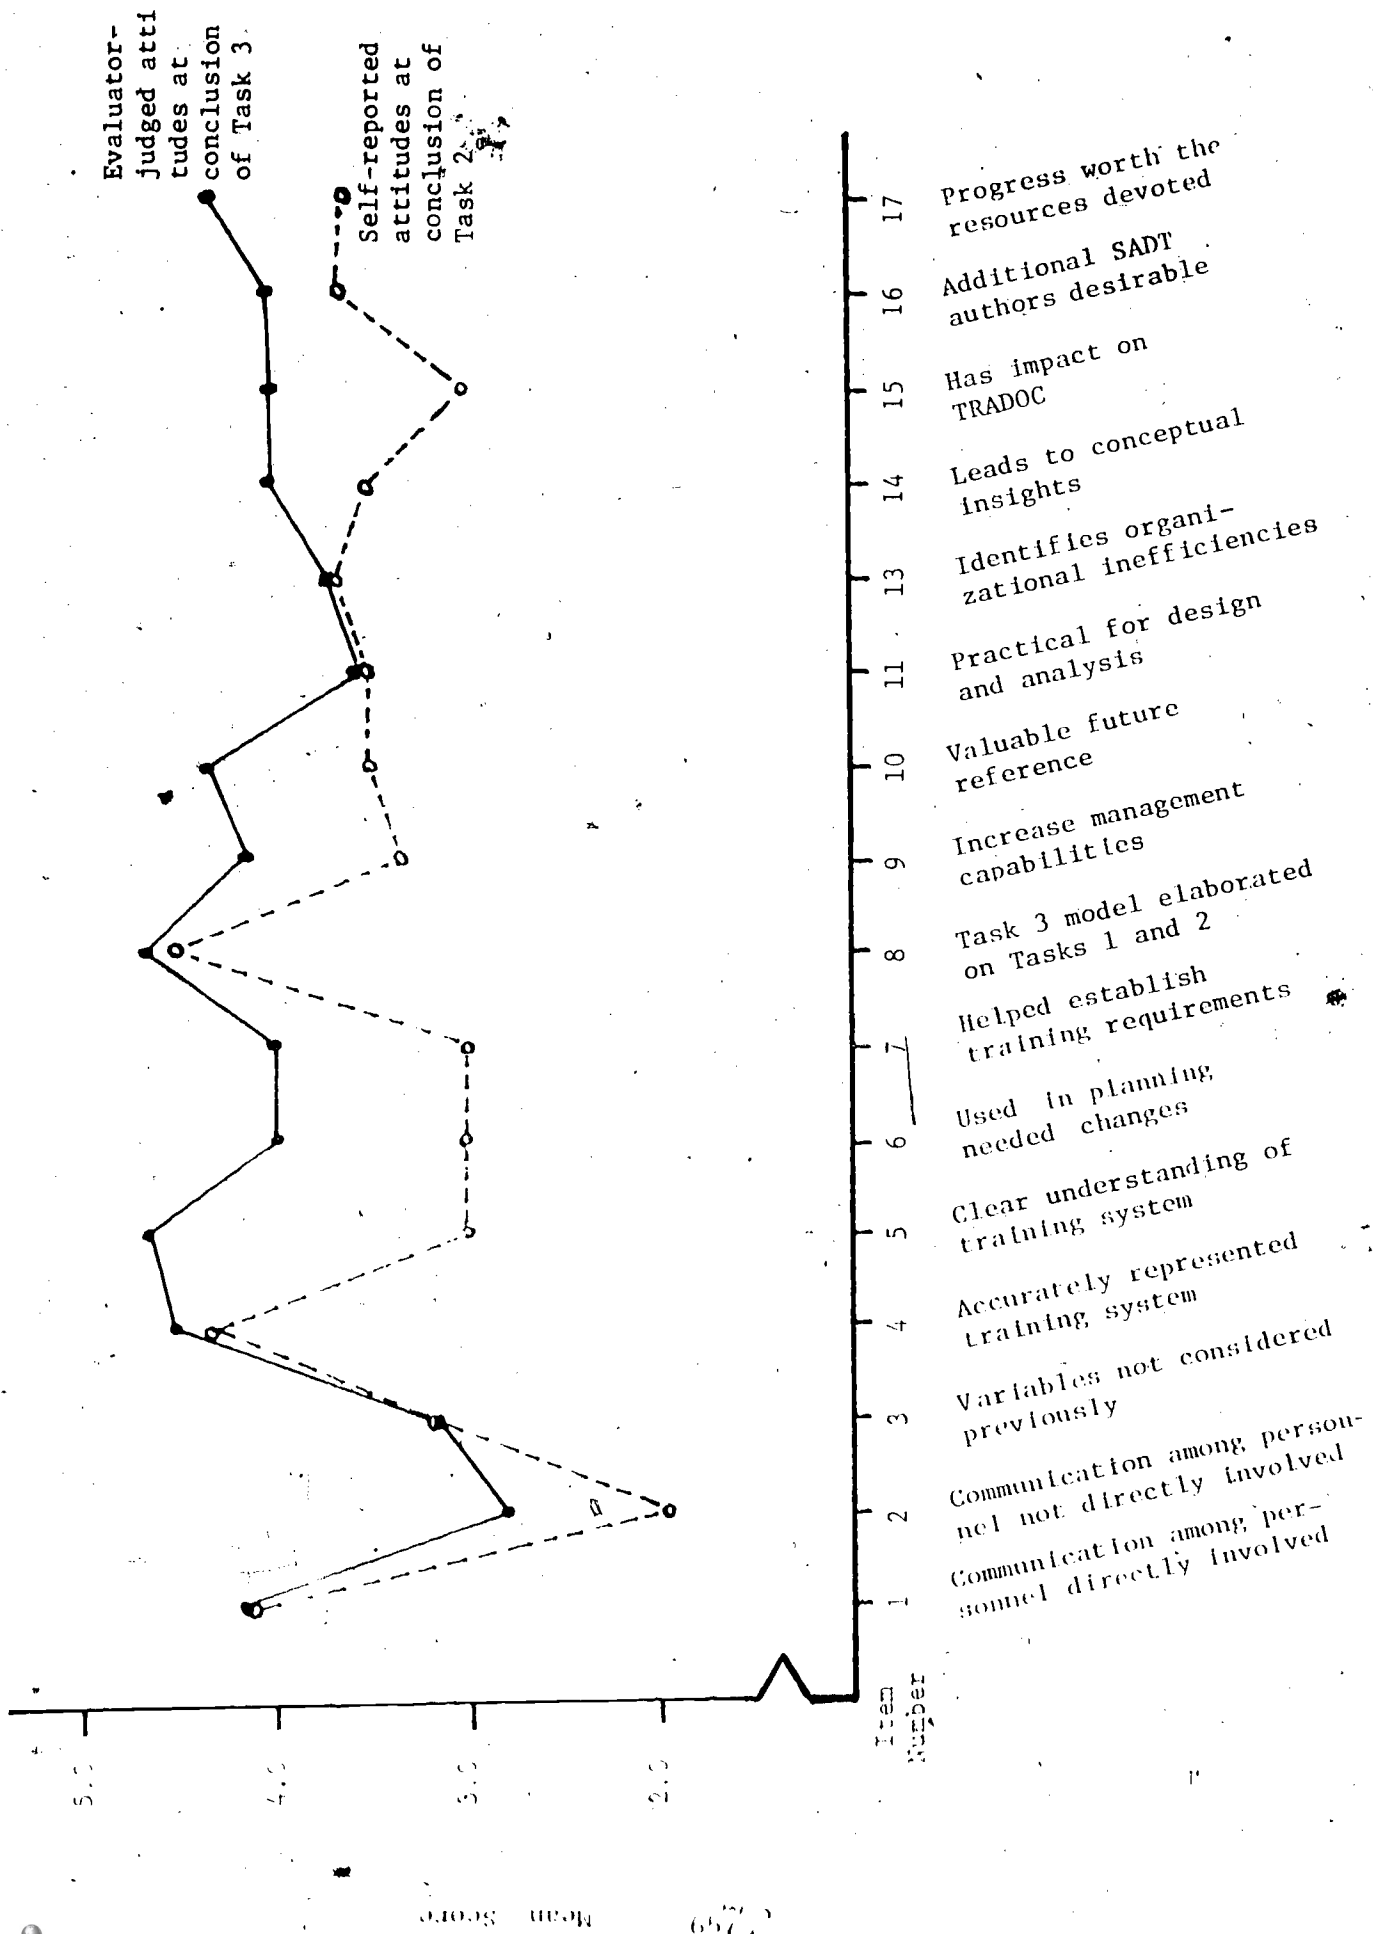 Evaluator-
judged atti
tudes at
conclusion
of Task 3
Self-reported
attitudes at
conclusion of
Task 2
5.0
4.0
3.0
2.0
Mean Score
Item
Number
1
2
3
4
5
6
7
8
9
10
11
13
14
15
16
17
Communication among per-
sonnel directly involved
Communication among person-
nel not directly involved
Variables not considered
previously
Accurately represented
training system
Clear understanding of
training system
Used in planning
needed changes
Helped establish
training requirements
Task 3 model elaborated
on Tasks 1 and 2
Increase management
capabilities
Valuable future
reference
Practical for design
and analysis
Identifies organi-
zational inefficiencies
Leads to conceptual
insights
Has impact on
TRADOC
Additional SADT
authors desirable
Progress worth the
resources devoted